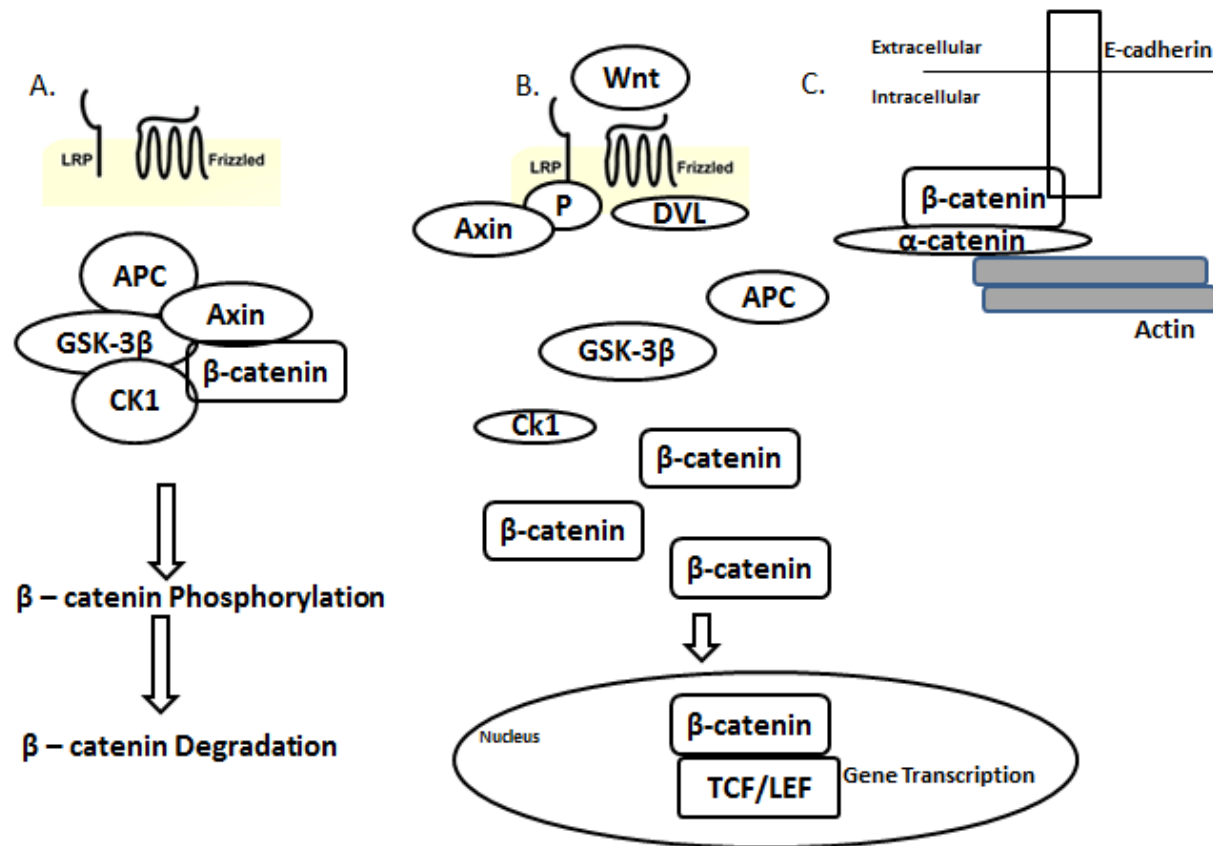 A.
LRP
Frizzled
APC
Axin
GSK-3β
β-catenin
CK1
β – catenin Phosphorylation
β – catenin Degradation
B.
Wnt
LRP
Frizzled
P
DVL
Axin
APC
GSK-3β
Ck1
β-catenin
β-catenin
β-catenin
Nucleus
β-catenin
TCF/LEF
Gene Transcription
C.
Extracellular
E-cadherin
Intracellular
β-catenin
α-catenin
Actin